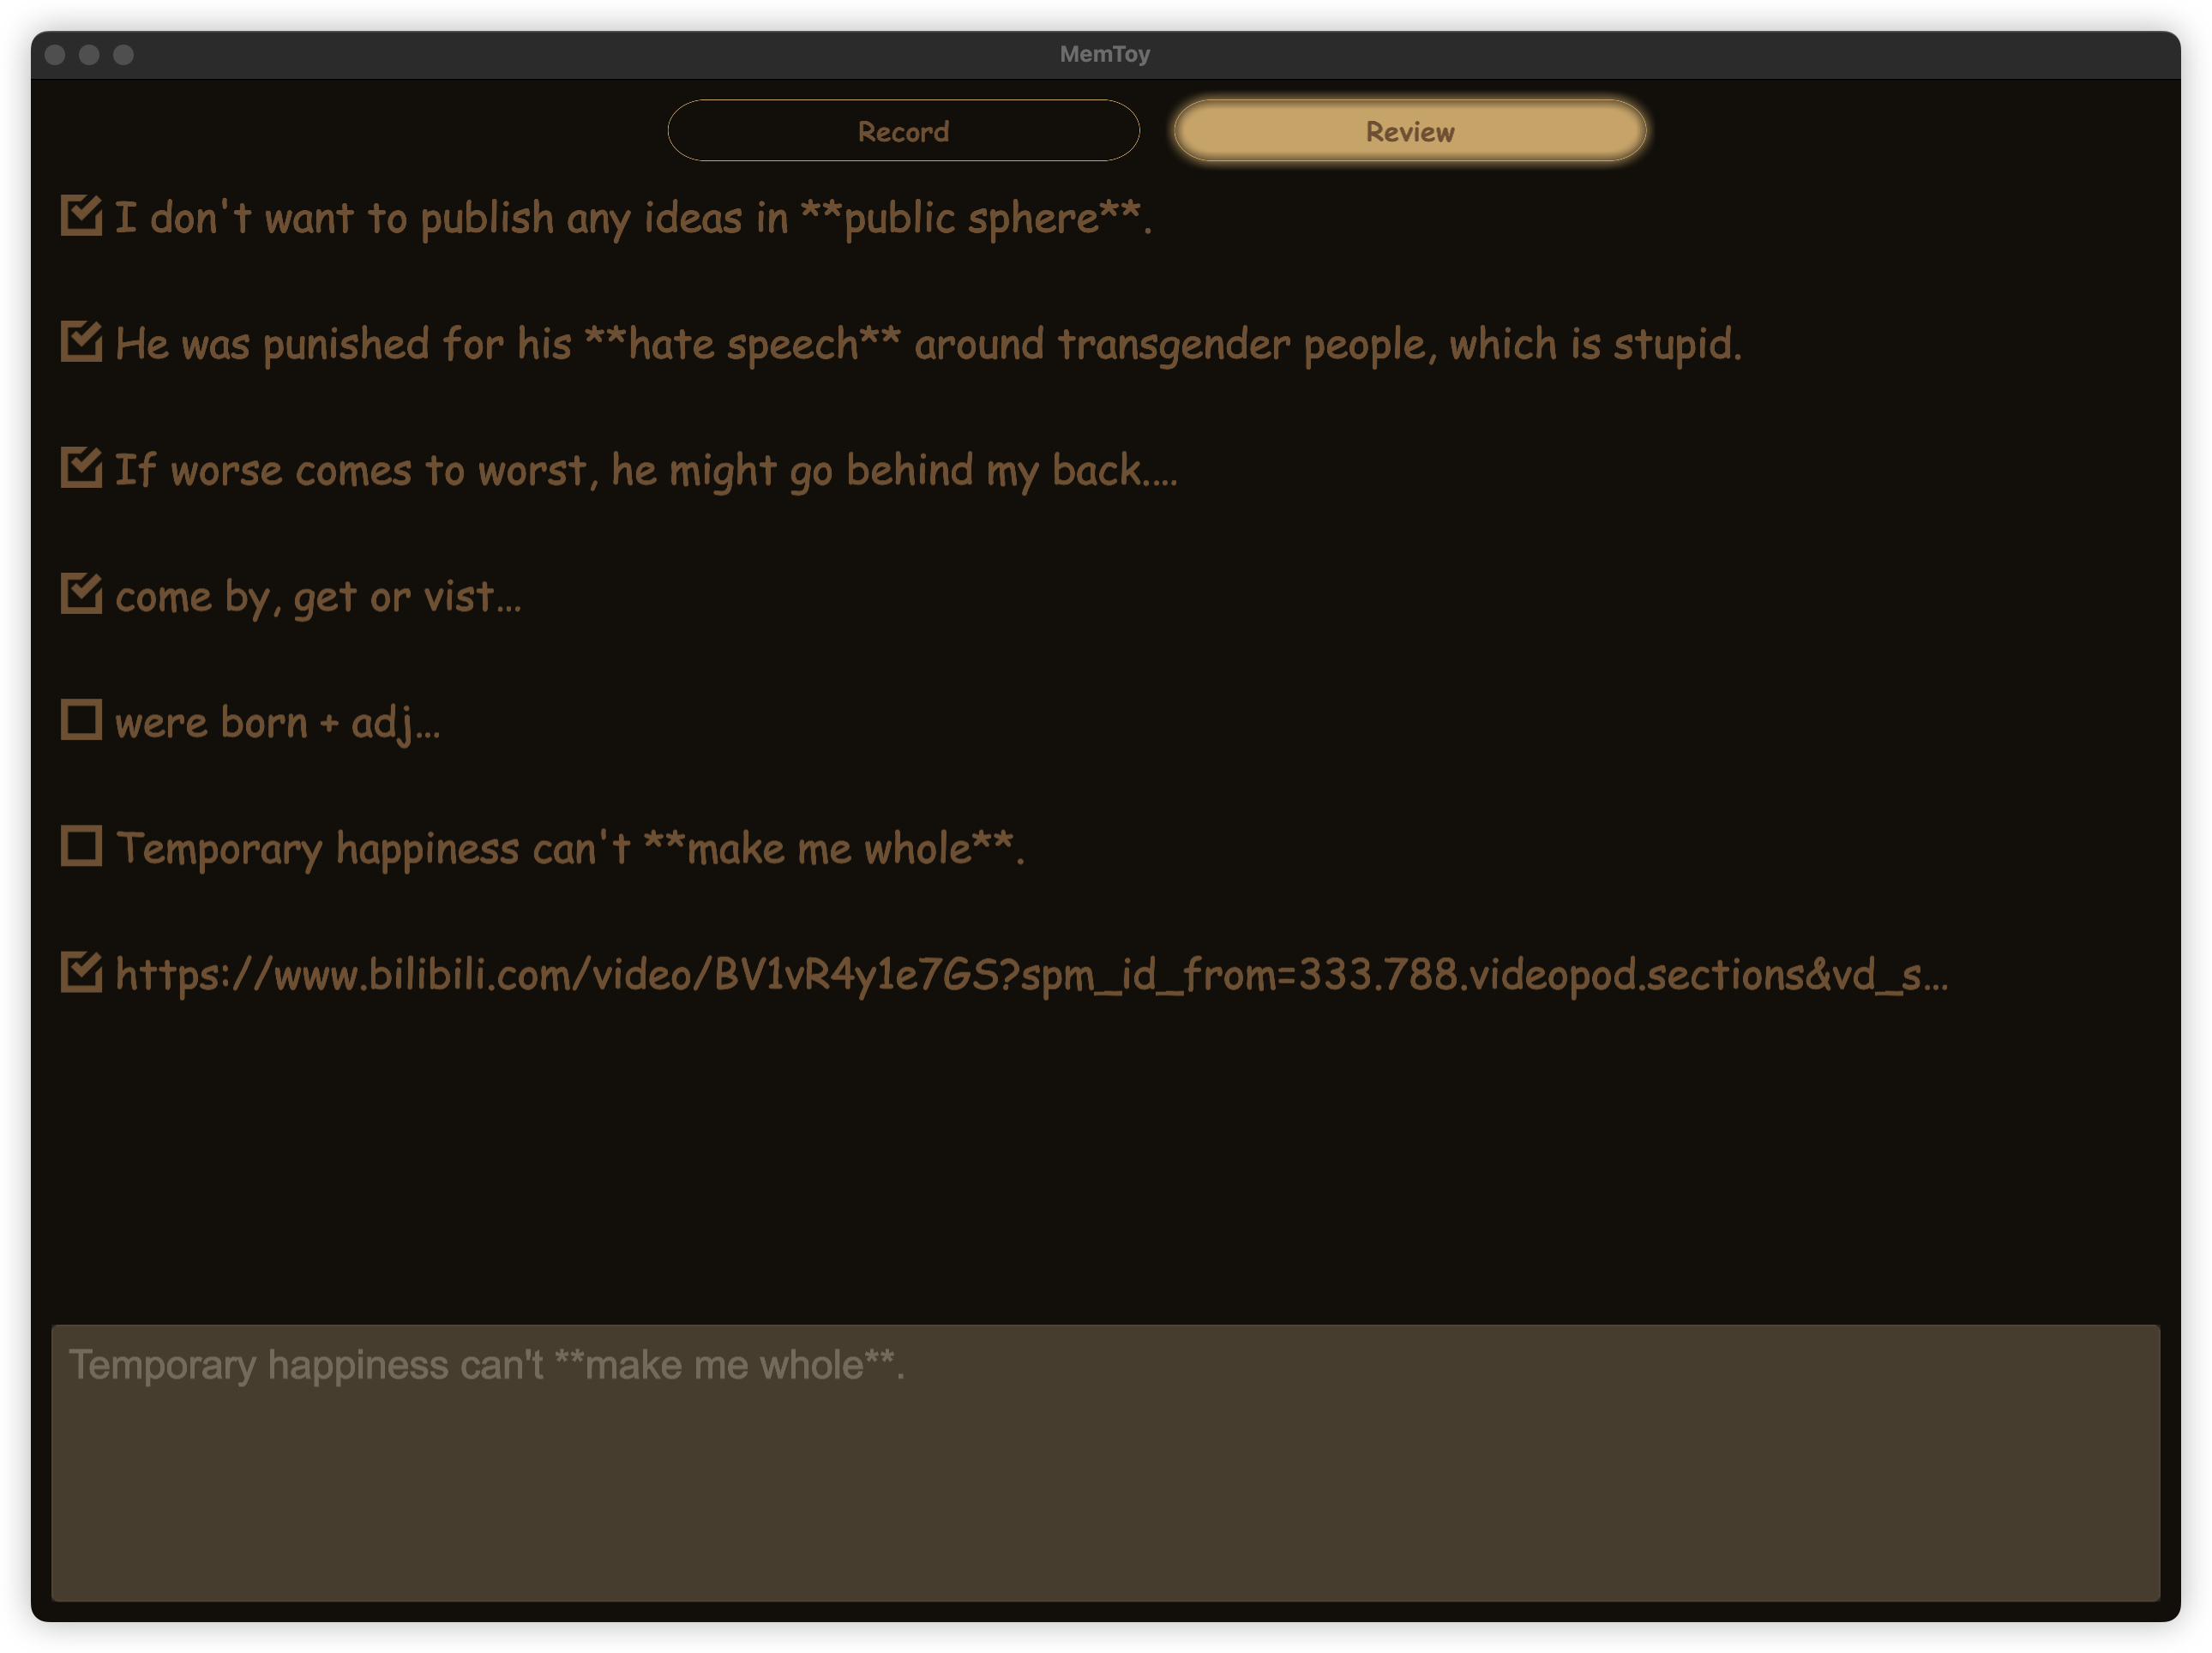 MemToy
Record
Review
I don't want to publish any ideas in **public sphere**.
He was punished for his **hate speech** around transgender people, which is stupid.
If worse comes to worst, he might go behind my back....
come by, get or vist...
were born + adj...
Temporary happiness can't **make me whole**.
https://www.bilibili.com/video/BV1vR4y1e7GS?spm_id_from=333.788.videopod.sections&vd_s...
Temporary happiness can't **make me whole**.